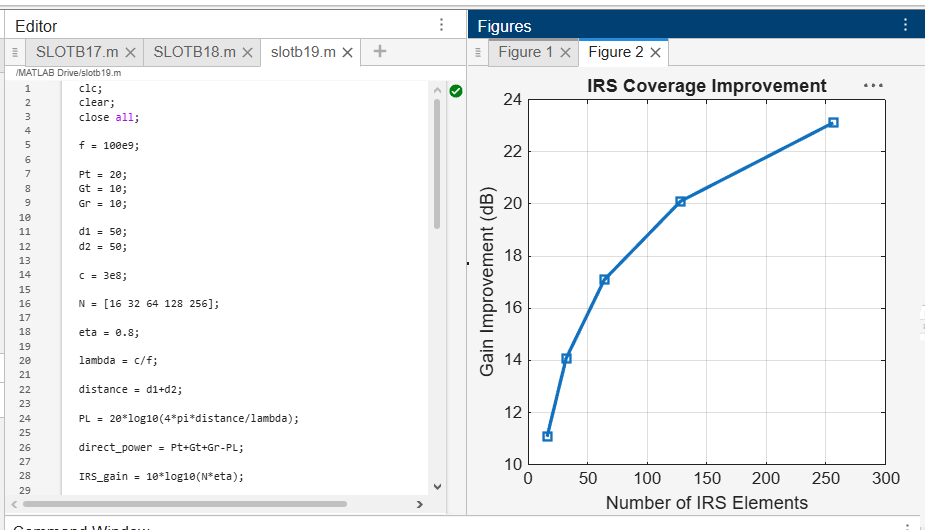 Editor
SLOTB17.m
SLOTB18.m
slotb19.m
/MATLAB Drive/slotb19.m
1 clc;
2 clear;
3 close all;
4
5 f = 100e9;
6
7 Pt = 20;
8 Gt = 10;
9 Gr = 10;
10
11 d1 = 50;
12 d2 = 50;
13
14 c = 3e8;
15
16 N = [16 32 64 128 256];
17
18 eta = 0.8;
19
20 lambda = c/f;
21
22 distance = d1+d2;
23
24 PL = 20*log10(4*pi*distance/lambda);
25
26 direct_power = Pt+Gt+Gr-PL;
27
28 IRS_gain = 10*log10(N*eta);
29
Figures
Figure 1
Figure 2
IRS Coverage Improvement
24
22
20
18
16
14
12
10
Gain Improvement (dB)
0 50 100 150 200 250 300
Number of IRS Elements
Command Window